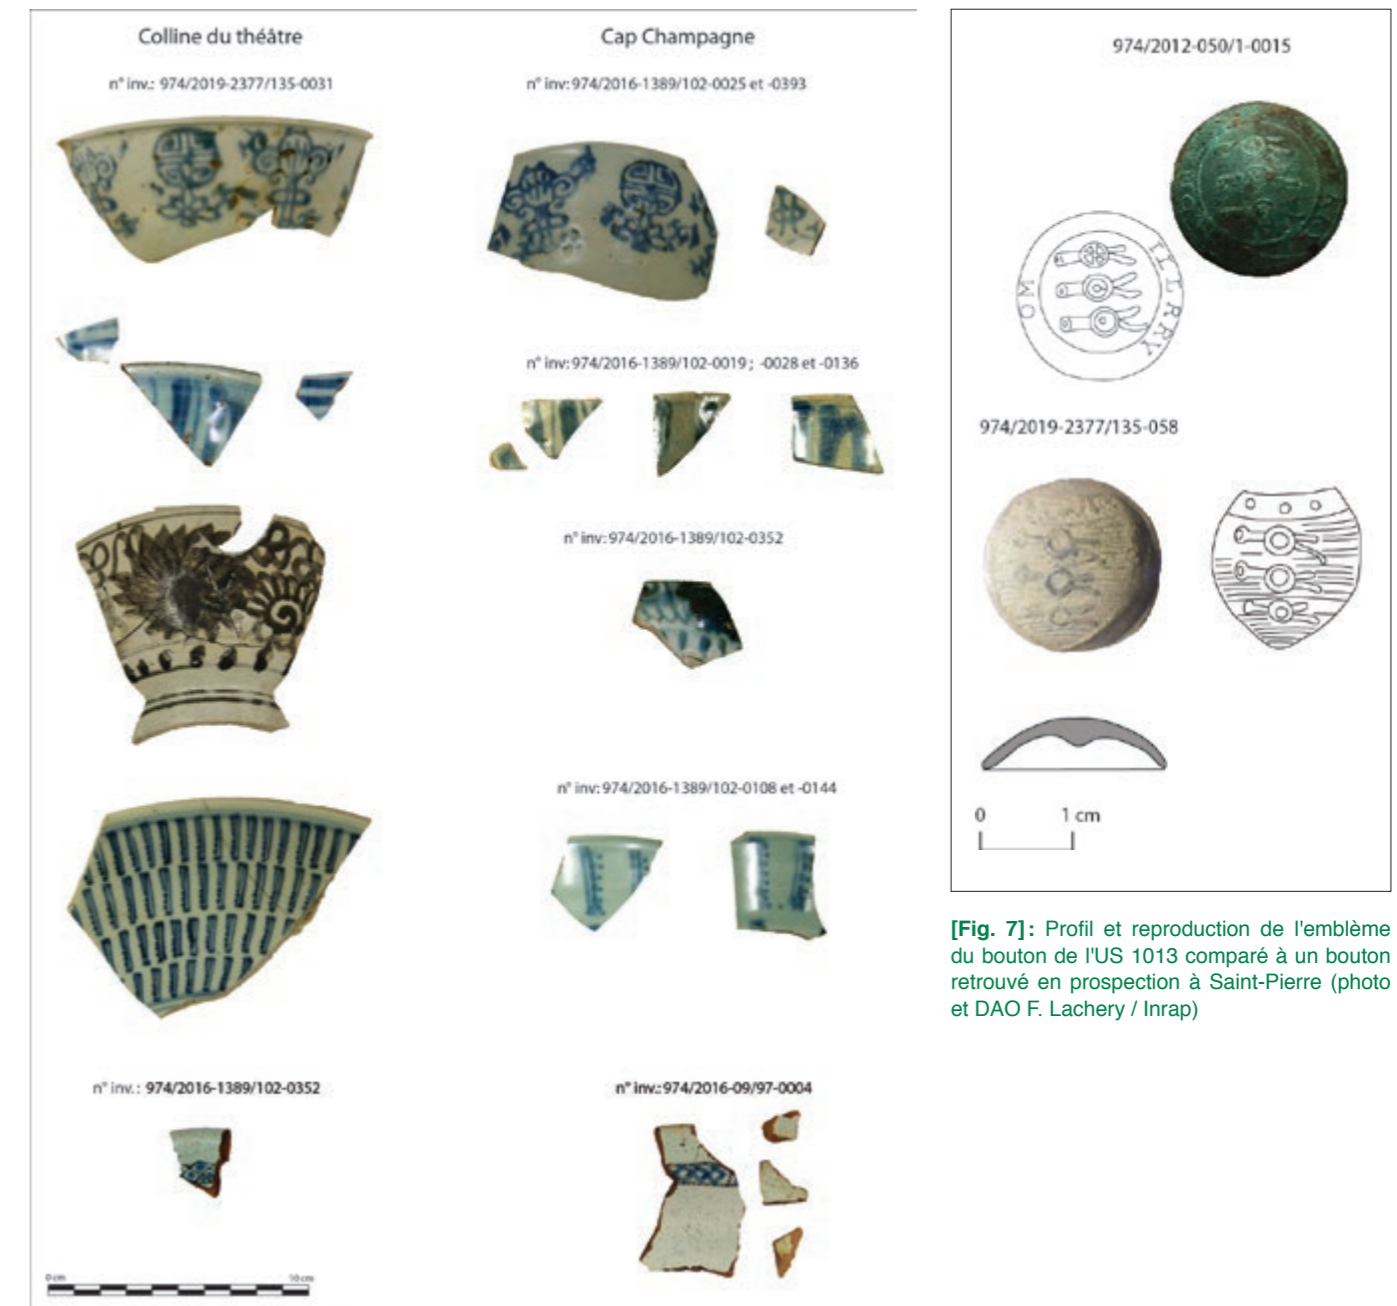 Colline du théâtre
n° inv.: 974/2019-2377/135-0031
n° inv.: 974/2016-1389/102-0352
0 cm 10 cm
Cap Champagne
n° inv: 974/2016-1389/102-0025 et -0393
n° inv: 974/2016-1389/102-0019 ; -0028 et -0136
n° inv: 974/2016-1389/102-0352
n° inv: 974/2016-1389/102-0108 et -0144
n° inv.: 974/2016-09/97-0004
974/2012-050/1-0015
OM
ILLRRY
974/2019-2377/135-058
0 1 cm
[Fig. 7] : Profil et reproduction de l'emblème
du bouton de l'US 1013 comparé à un bouton
retrouvé en prospection à Saint-Pierre (photo
et DAO F. Lachery / Inrap)